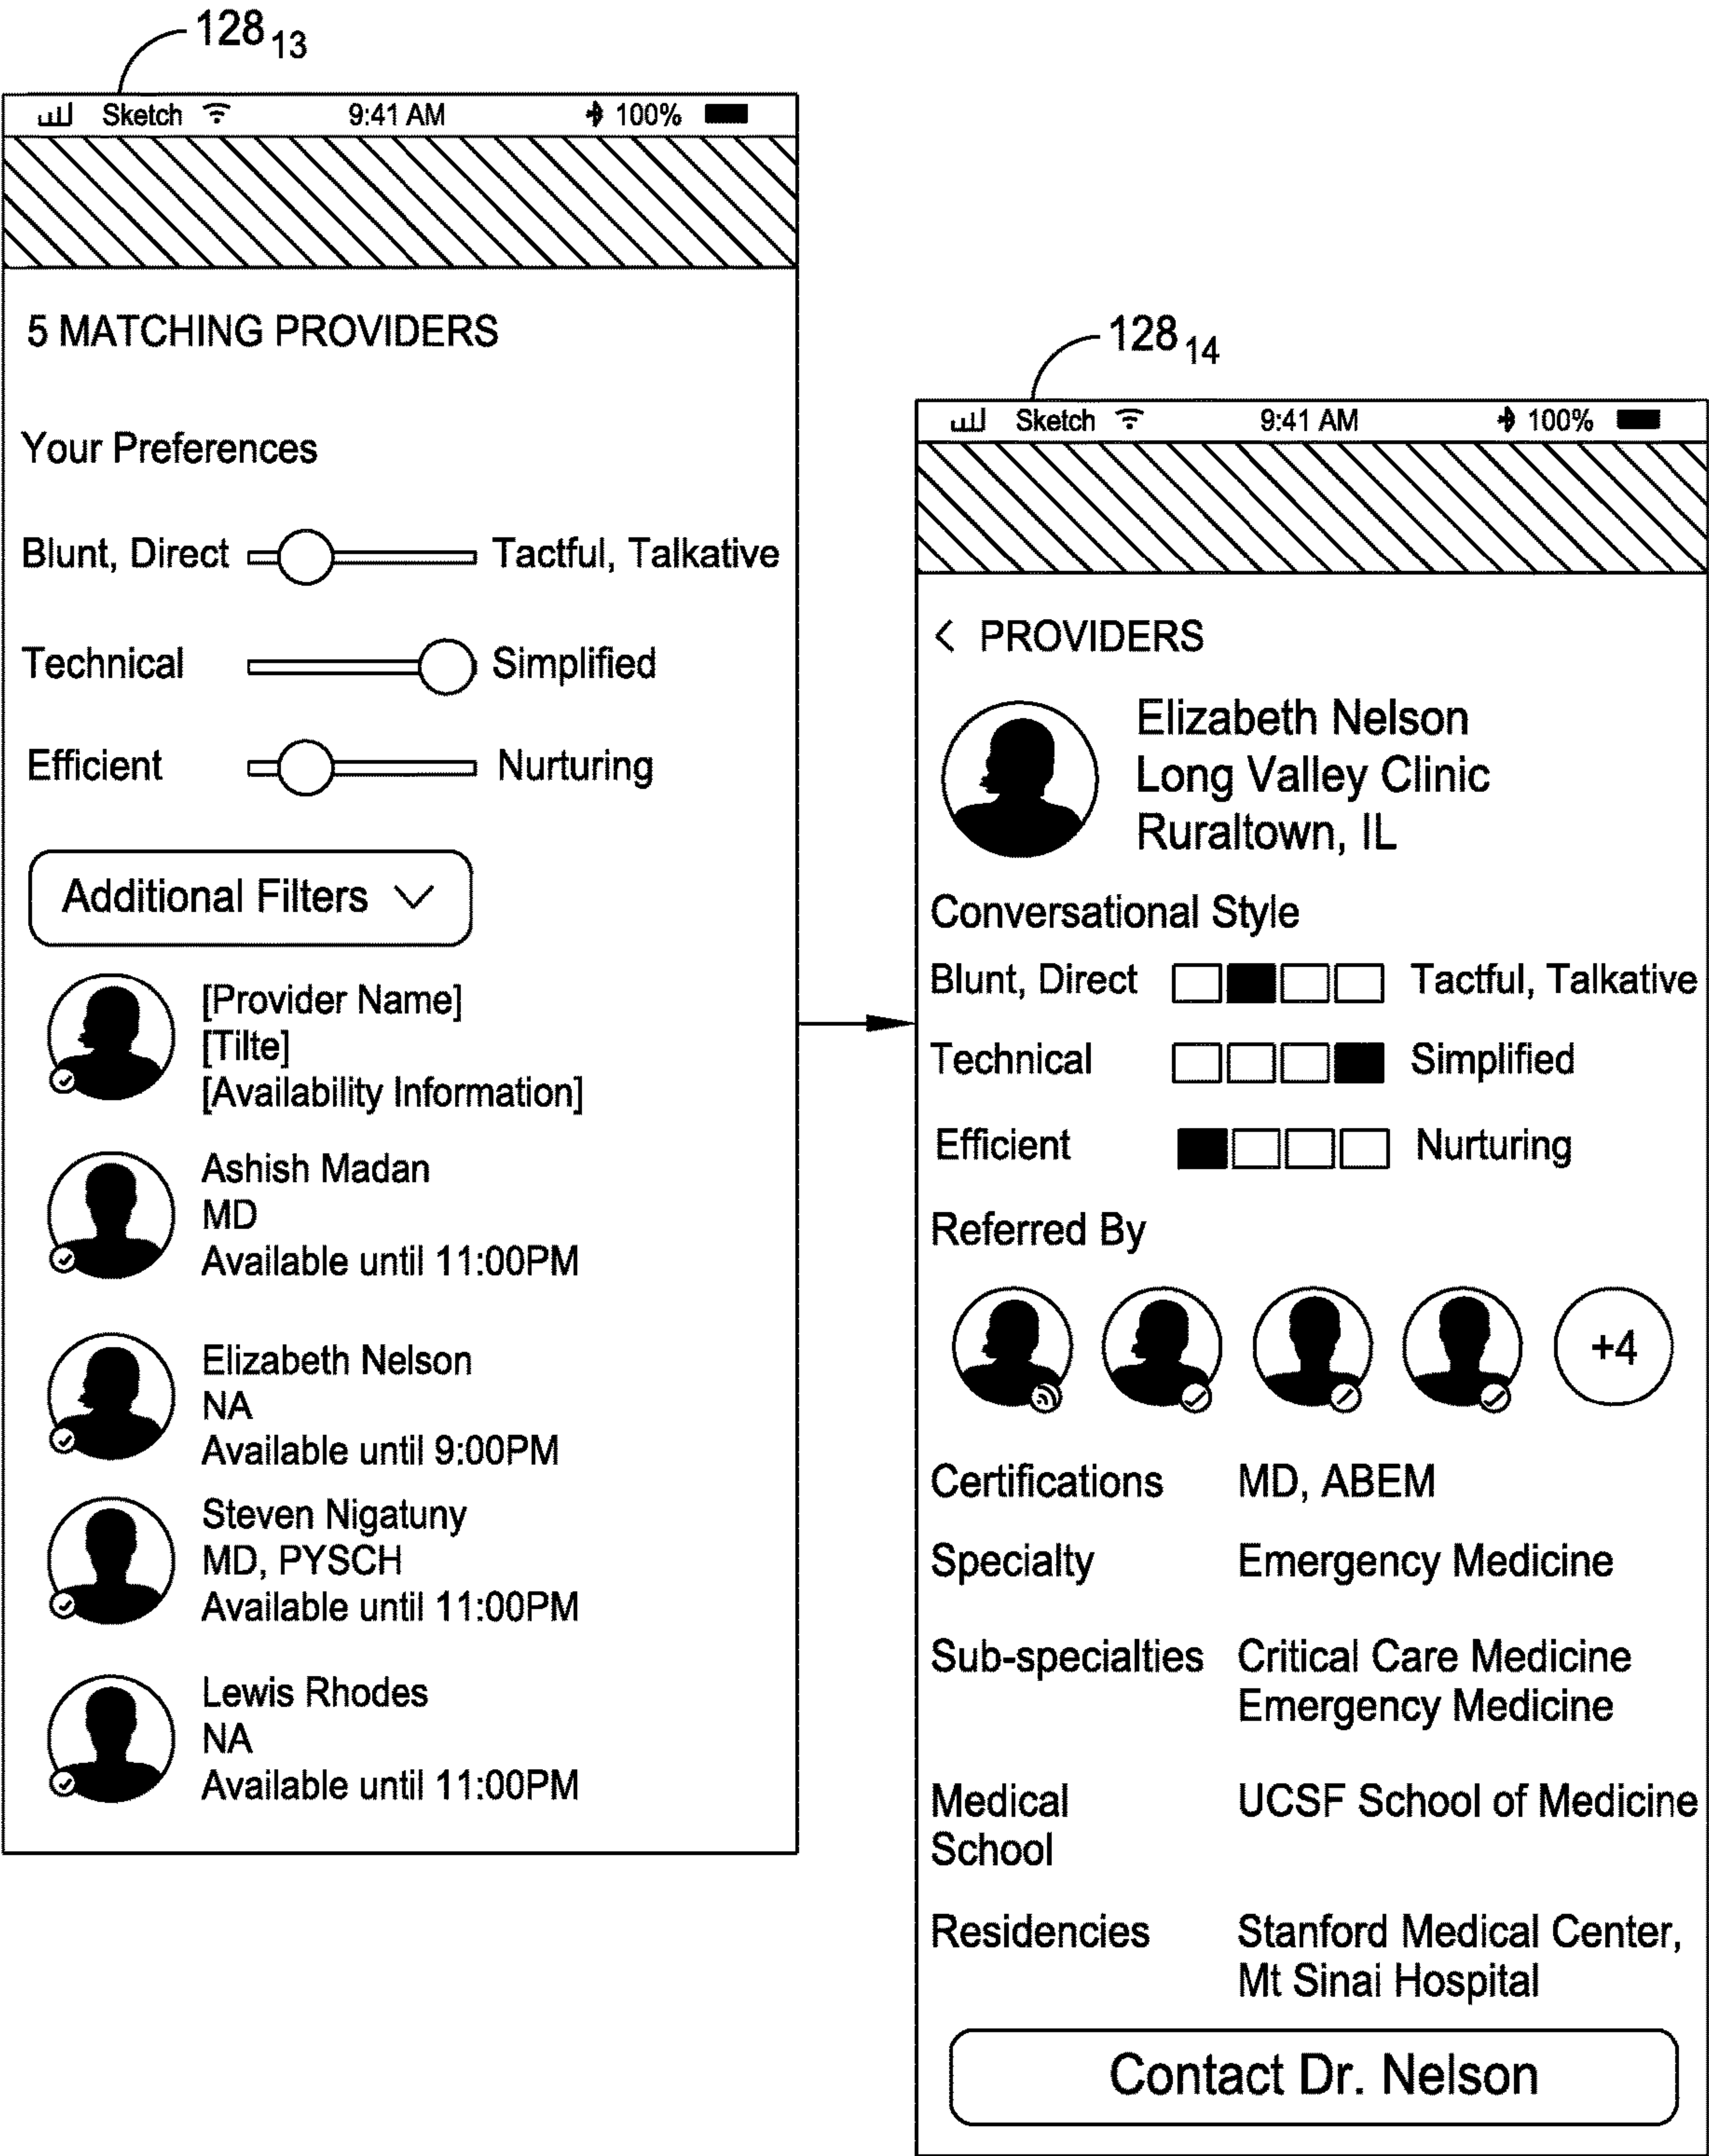 128 13
Sketch 9:41 AM 100%
5 MATCHING PROVIDERS
Your Preferences
Blunt, Direct Tactful, Talkative
Technical Simplified
Efficient Nurturing
Additional Filters
[Provider Name]
[Tilte]
[Availability Information]
Ashish Madan
MD
Available until 11:00PM
Elizabeth Nelson
NA
Available until 9:00PM
Steven Nigatuny
MD, PYSCH
Available until 11:00PM
Lewis Rhodes
NA
Available until 11:00PM
128 14
Sketch 9:41 AM 100%
< PROVIDERS
Elizabeth Nelson
Long Valley Clinic
Ruraltown, IL
Conversational Style
Blunt, Direct Tactful, Talkative
Technical Simplified
Efficient Nurturing
Referred By
+4
Certifications MD, ABEM
Specialty Emergency Medicine
Sub-specialties Critical Care Medicine
Emergency Medicine
Medical UCSF School of Medicine
School
Residencies Stanford Medical Center,
Mt Sinai Hospital
Contact Dr. Nelson